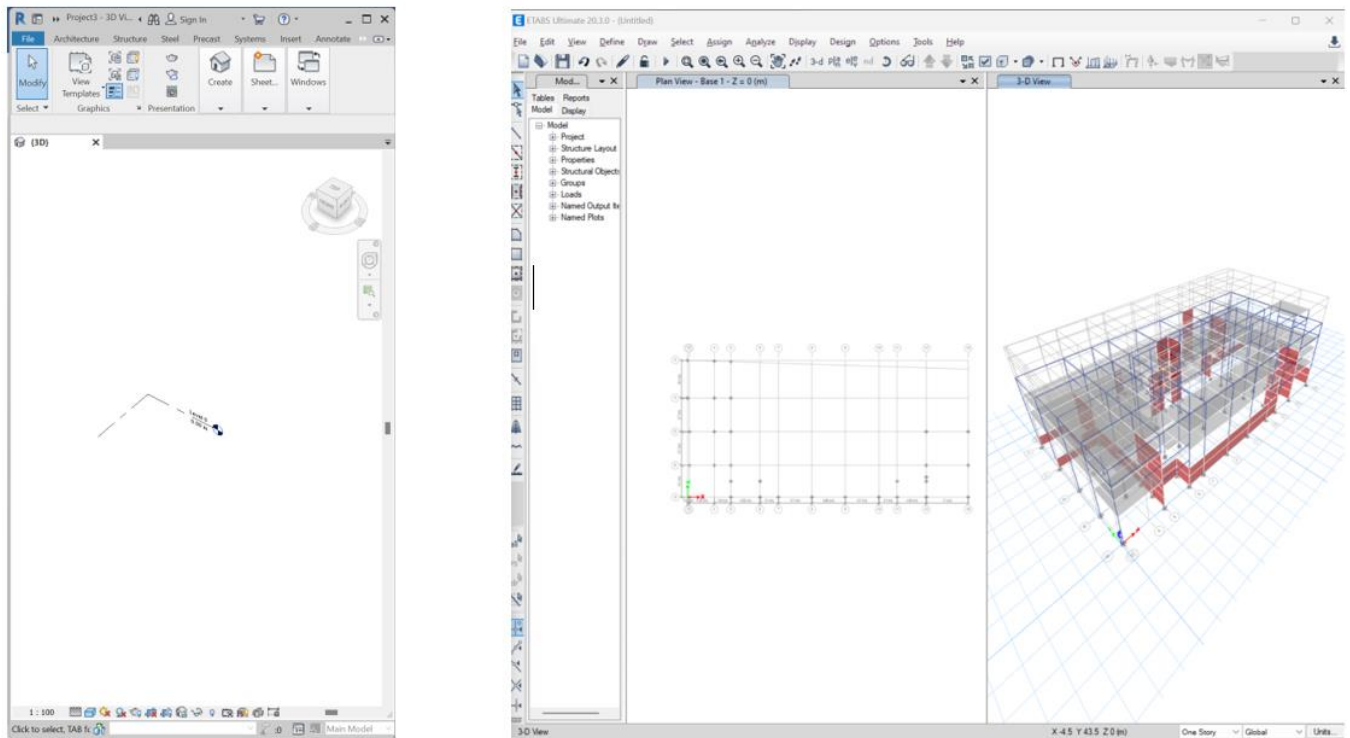 Project3 - 3D Vi...
Sign In
File Architecture Structure Steel Precast Systems Insert Annotate
Modify
View
Templates
Create
Sheet...
Windows
Select
Graphics
Presentation
{3D}
1 : 100
Click to select, TAB fc
:0
Main Model
ETABS Ultimate 20.3.0 - (Untitled)
File Edit View Define Draw Select Assign Analyze Display Design Options Tools Help
3-d
Mod...
Plan View - Base 1 - Z = 0 (m)
3-D View
Tables Reports
Model Display
Model
Project
Structure Layout
Properties
Structural Objects
Groups
Loads
Named Output Ite
Named Plots
3-D View
X -4.5 Y 43.5 Z 0 (m)
One Story
Global
Units...